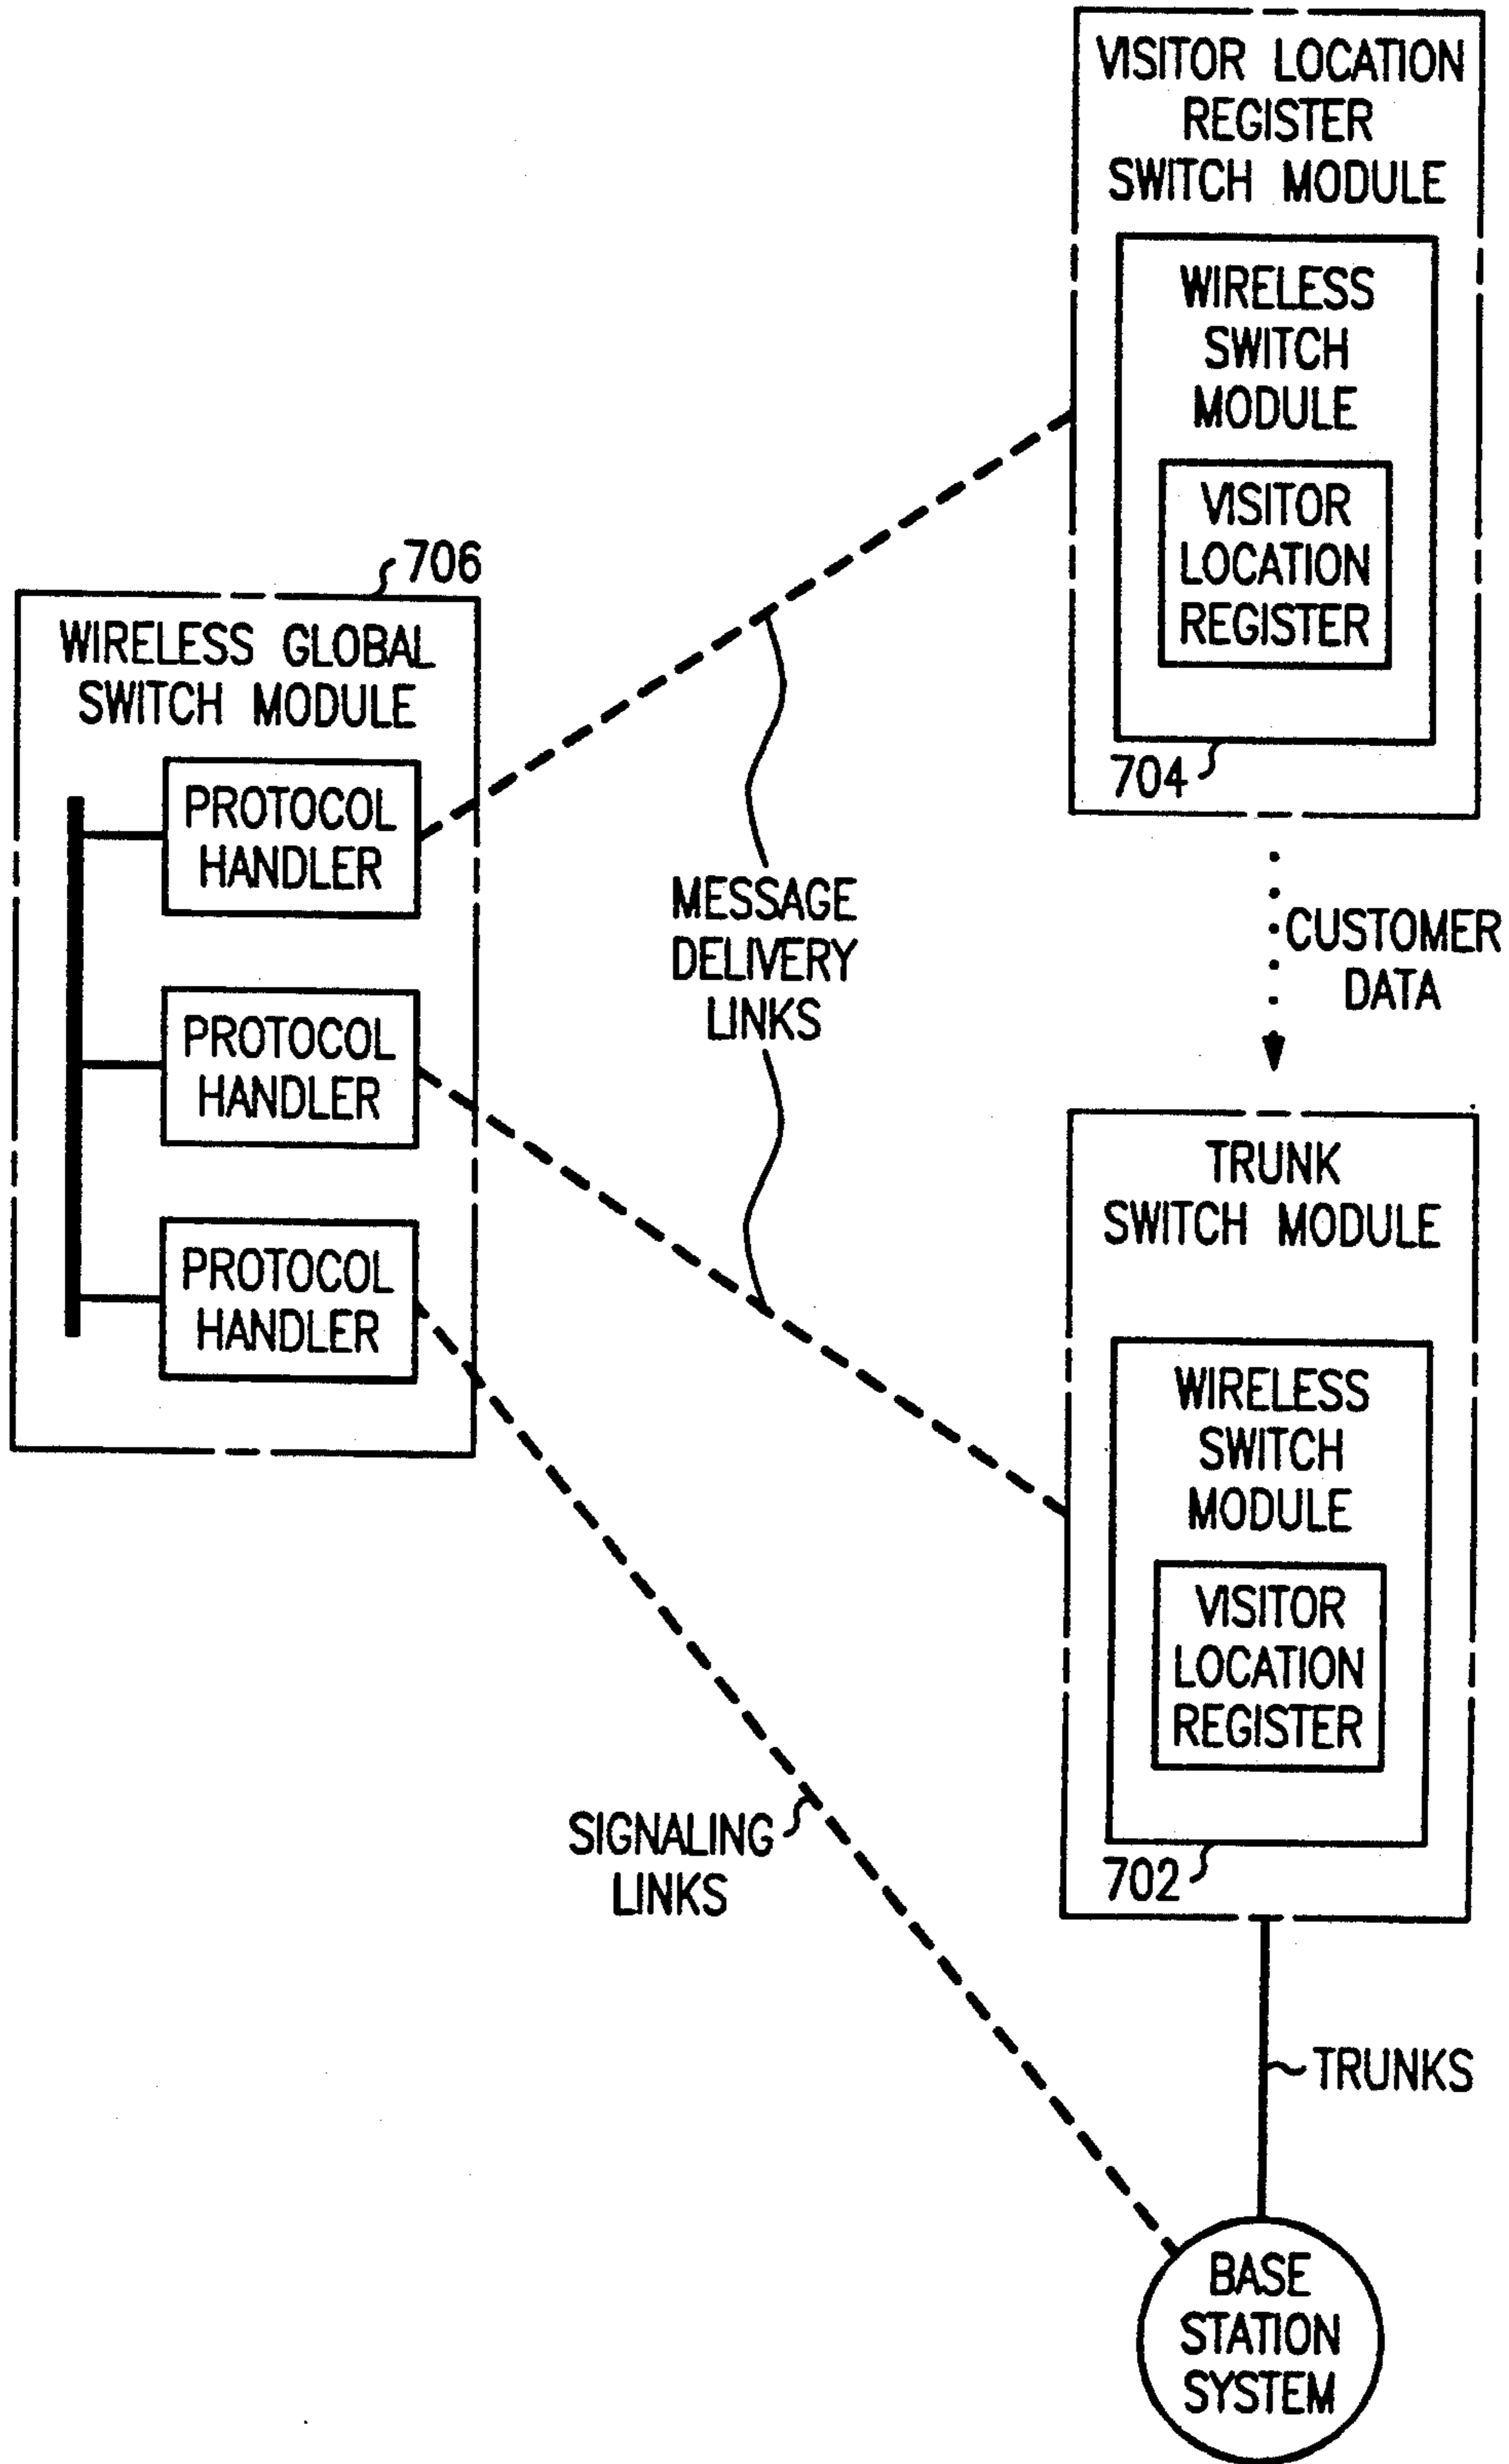 VISITOR LOCATION
REGISTER
SWITCH MODULE
WIRELESS
SWITCH
MODULE
VISITOR
LOCATION
REGISTER
704
706
WIRELESS GLOBAL
SWITCH MODULE
PROTOCOL
HANDLER
PROTOCOL
HANDLER
PROTOCOL
HANDLER
MESSAGE
DELIVERY
LINKS
CUSTOMER
DATA
TRUNK
SWITCH MODULE
WIRELESS
SWITCH
MODULE
VISITOR
LOCATION
REGISTER
702
SIGNALING
LINKS
TRUNKS
BASE
STATION
SYSTEM